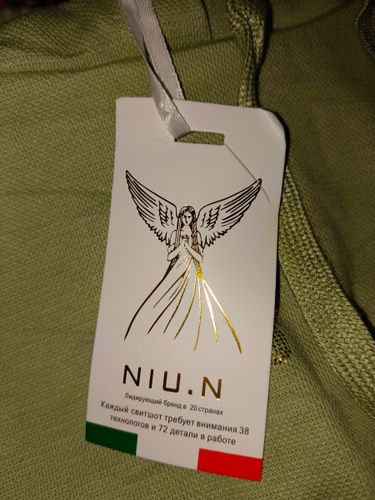 NIU.N
Лидирующий бренд в 20 странах
Каждый свитшот требует внимания 38
технологов и 72 детали в работе